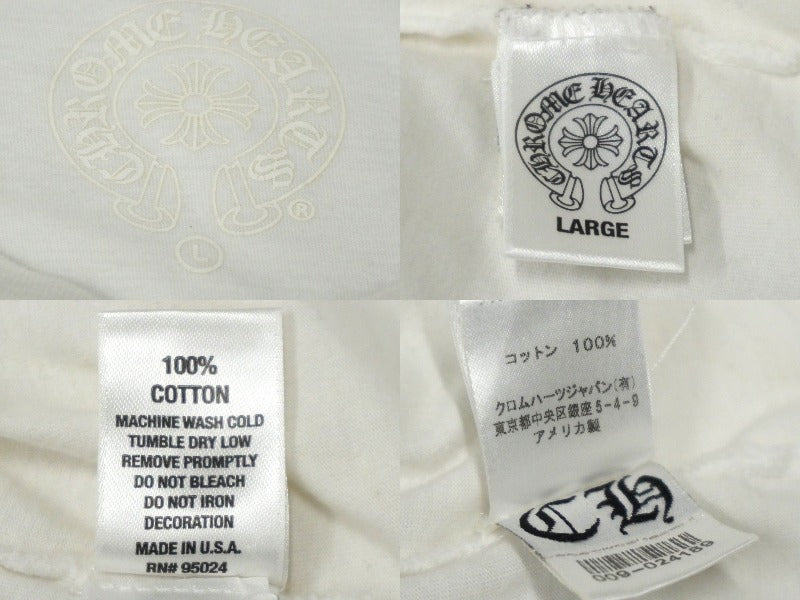 CHROME HEARTS
®
L
CHROME HEARTS
LARGE
100%
COTTON
MACHINE WASH COLD
TUMBLE DRY LOW
REMOVE PROMPTLY
DO NOT BLEACH
DO NOT IRON
DECORATION
MADE IN U.S.A.
RN# 95024
コットン 100%
クロムハーツジャパン(有)
東京都中央区銀座5-4-9
アメリカ製
CH
009-024189